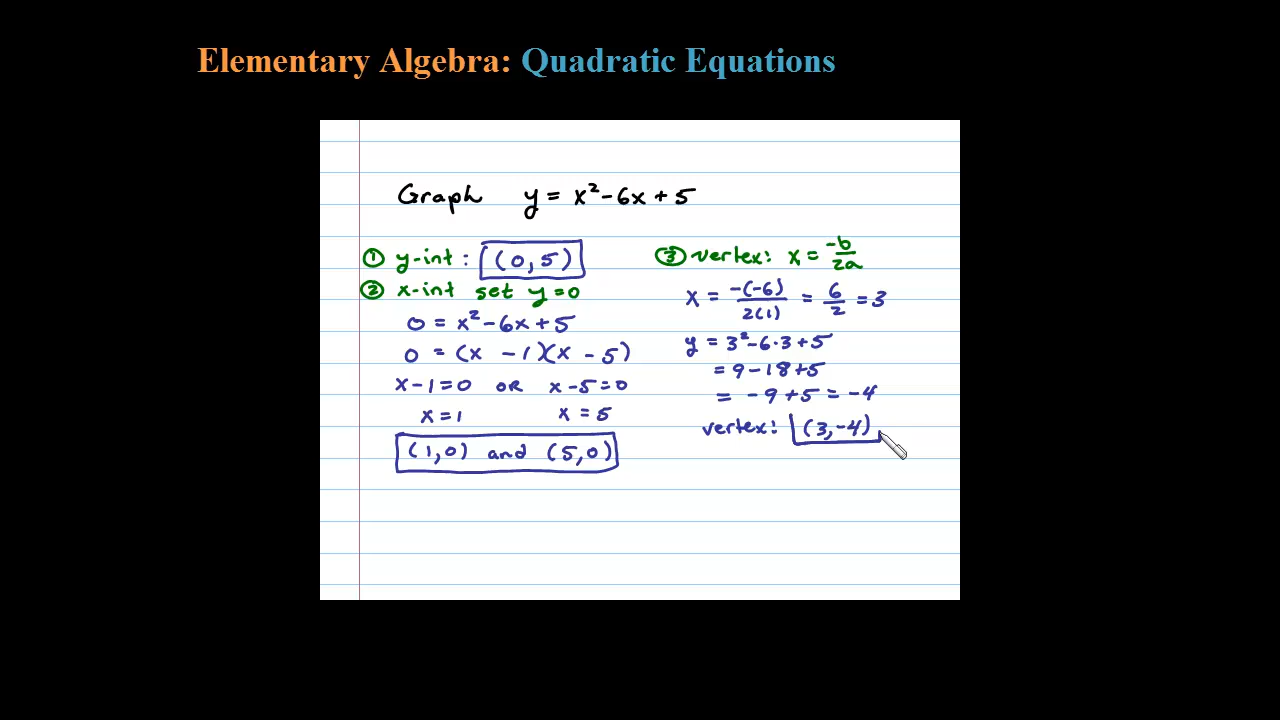 Elementary Algebra: Quadratic Equations
Graph y = x² - 6x + 5
① y-int: (0, 5)
② x-int set y = 0
0 = x² - 6x + 5
0 = (x - 1)(x - 5)
x - 1 = 0 OR x - 5 = 0
x = 1 x = 5
(1, 0) and (5, 0)
③ vertex: x = -b/2a
x = -(-6)/2(1) = 6/2 = 3
y = 3² - 6 · 3 + 5
= 9 - 18 + 5
= -9 + 5 = -4
vertex: (3, -4)